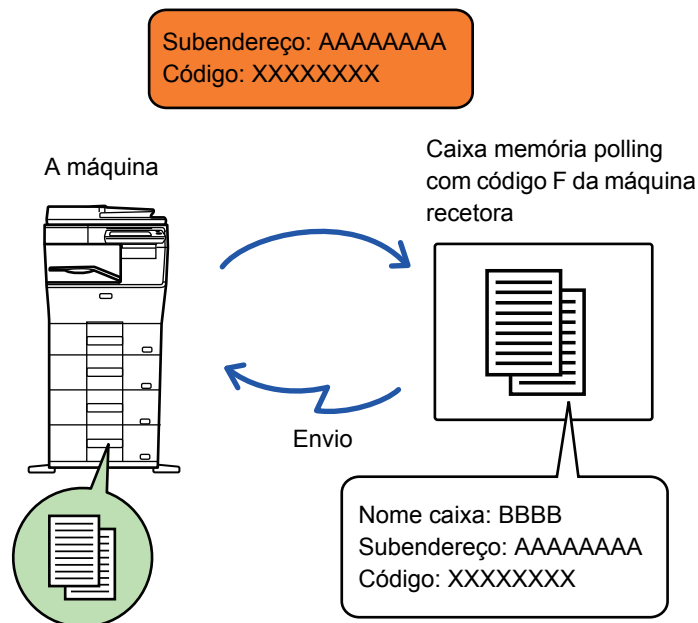 Subendereço: AAAAAAAA
Código: XXXXXXXX
A máquina
Caixa memória polling
com código F da máquina
recetora
Envio
Nome caixa: BBBB
Subendereço: AAAAAAAA
Código: XXXXXXXX